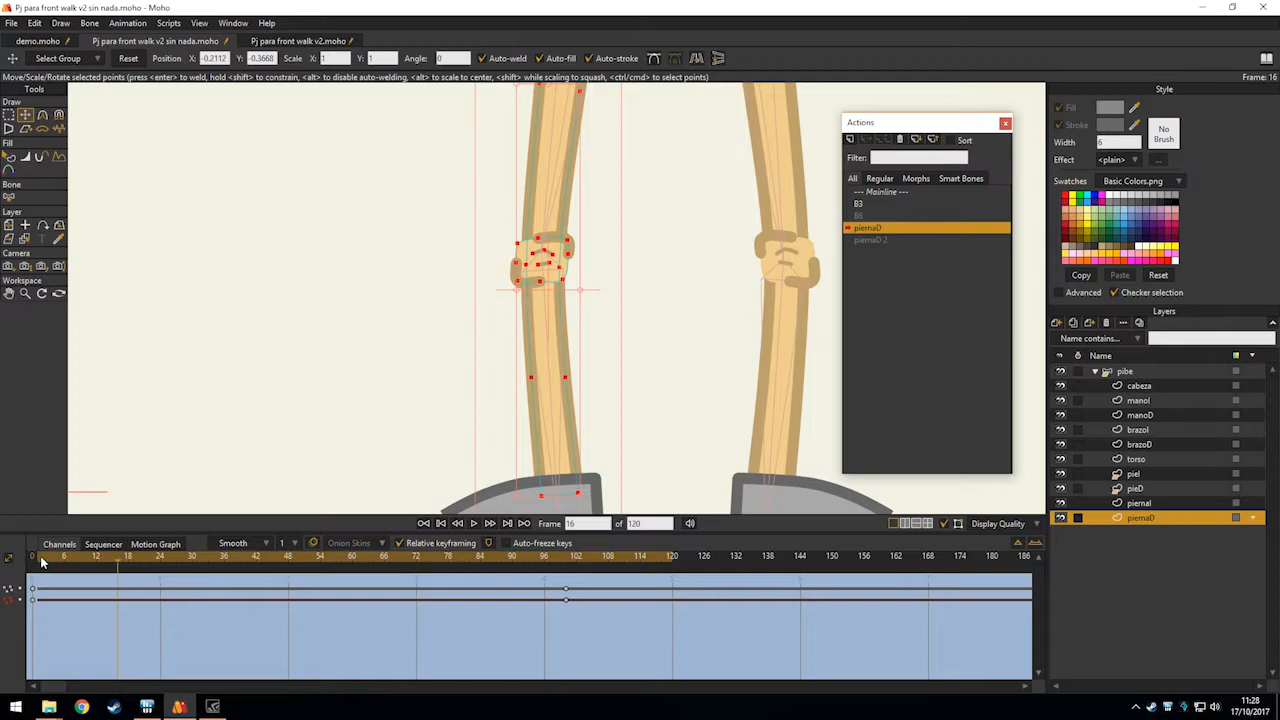 Pj para front walk v2 sin nada.moho - Moho
File Edit Draw Bone Animation Scripts View Window Help
demo.moho Pj para front walk v2 sin nada.moho Pj para front walk v2.moho
Select Group Reset Position X: -0.2112 Y: -0.3668 Scale X: 1 Y: 1 Angle: 0 Auto-weld Auto-fill Auto-stroke
Move/Scale/Rotate selected points (press <enter> to weld, hold <shift> to constrain, <alt> to disable auto-welding, <alt> to scale to center, <shift> while scaling to squash, <ctrl/cmd> to select points) Frame: 16
Tools
Draw
Fill
Bone
Layer
Camera
Workspace
Actions
Sort
Filter:
All Regular Morphs Smart Bones
--- Mainline ---
B3
B6
piernaD
piernaD 2
Style
Fill
Stroke
No Brush
Width 6
Effect <plain> ...
Swatches Basic Colors.png
Copy Paste Reset
Advanced Checker selection
Layers
Name contains...
Name
pibe
cabeza
manoI
manoD
brazoI
brazoD
torso
pieI
pieD
piernaI
piernaD
Frame 16 of 120 Display Quality
Channels Sequencer Motion Graph Smooth 1 Onion Skins Relative keyframing Auto-freeze keys
0 6 12 18 24 30 36 42 48 54 60 66 72 78 84 90 96 102 108 114 120 126 132 138 144 150 156 162 168 174 180 186
11:28
17/10/2017